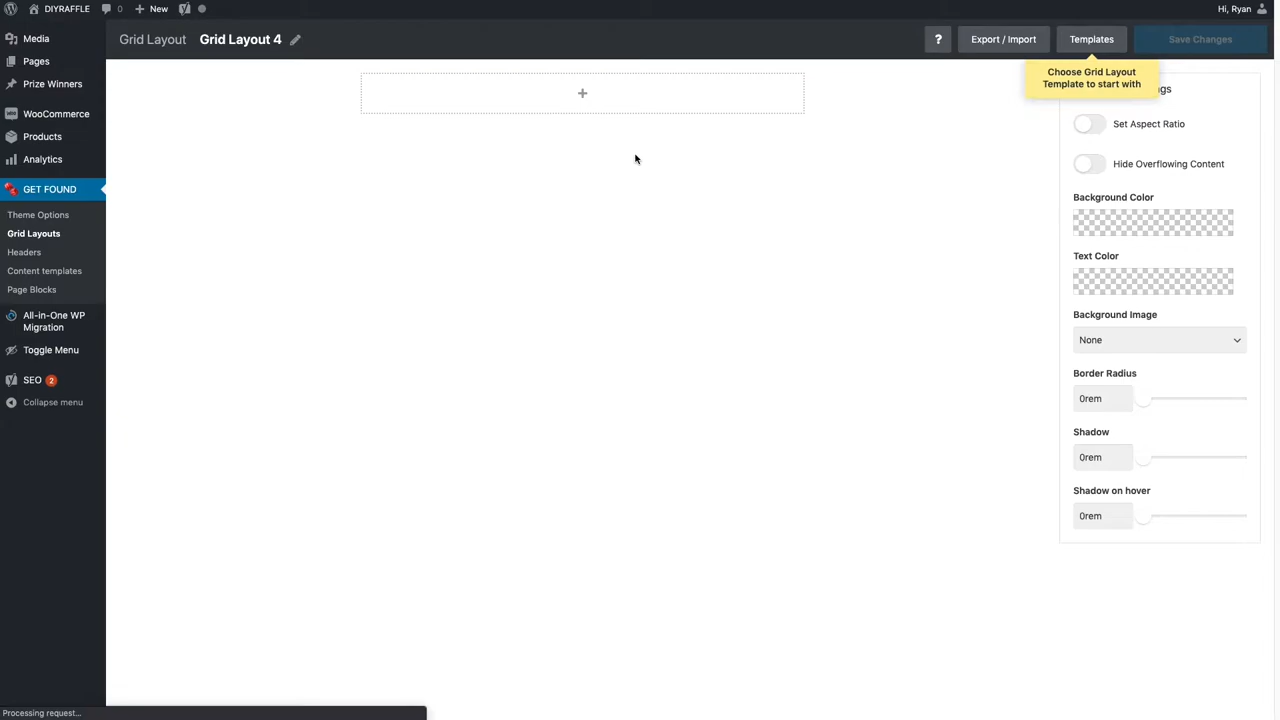 DIYRAFFLE
0
New
Hi, Ryan
Media
Pages
Prize Winners
WooCommerce
Products
Analytics
GET FOUND
Theme Options
Grid Layouts
Headers
Content templates
Page Blocks
All-in-One WP
Migration
Toggle Menu
SEO 2
Collapse menu
Processing request...
Grid Layout
Grid Layout 4
?
Export / Import
Templates
Save Changes
Choose Grid Layout
Template to start with
gs
+
Set Aspect Ratio
Hide Overflowing Content
Background Color
Text Color
Background Image
None
Border Radius
0rem
Shadow
0rem
Shadow on hover
0rem